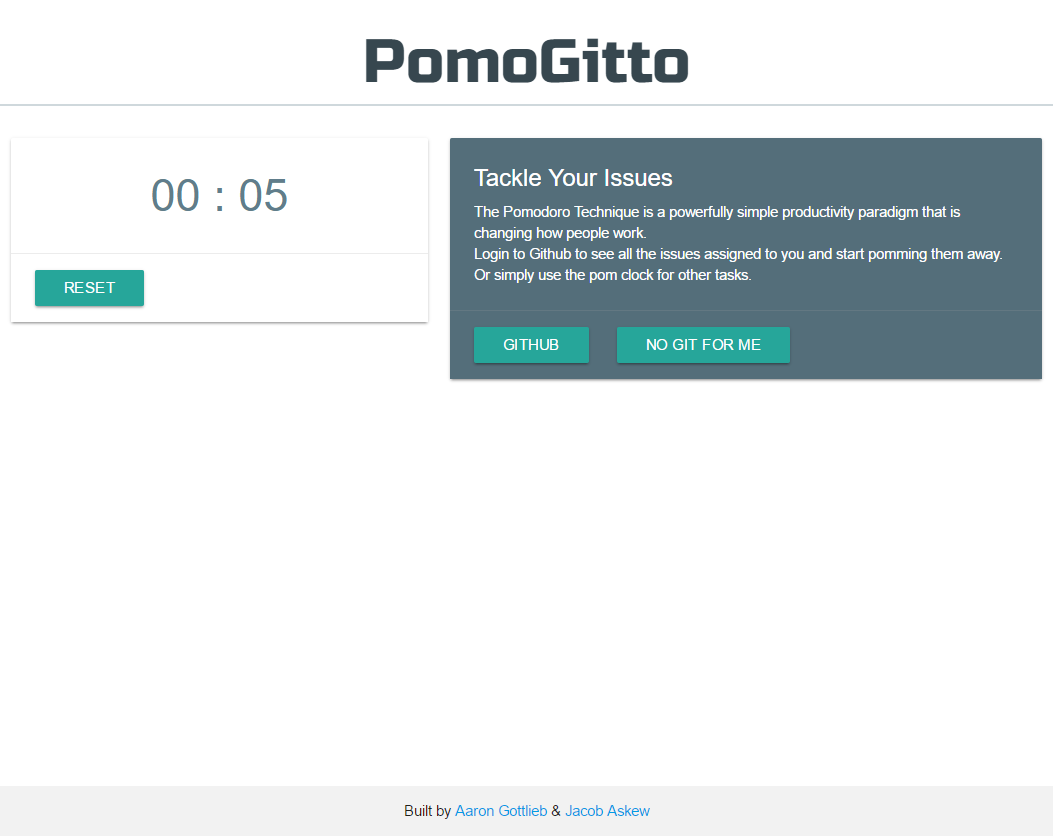 PomoGitto
00 : 05
RESET
Tackle Your Issues
The Pomodoro Technique is a powerfully simple productivity paradigm that is
changing how people work.
Login to Github to see all the issues assigned to you and start pomming them away.
Or simply use the pom clock for other tasks.
GITHUB
NO GIT FOR ME
Built by Aaron Gottlieb & Jacob Askew